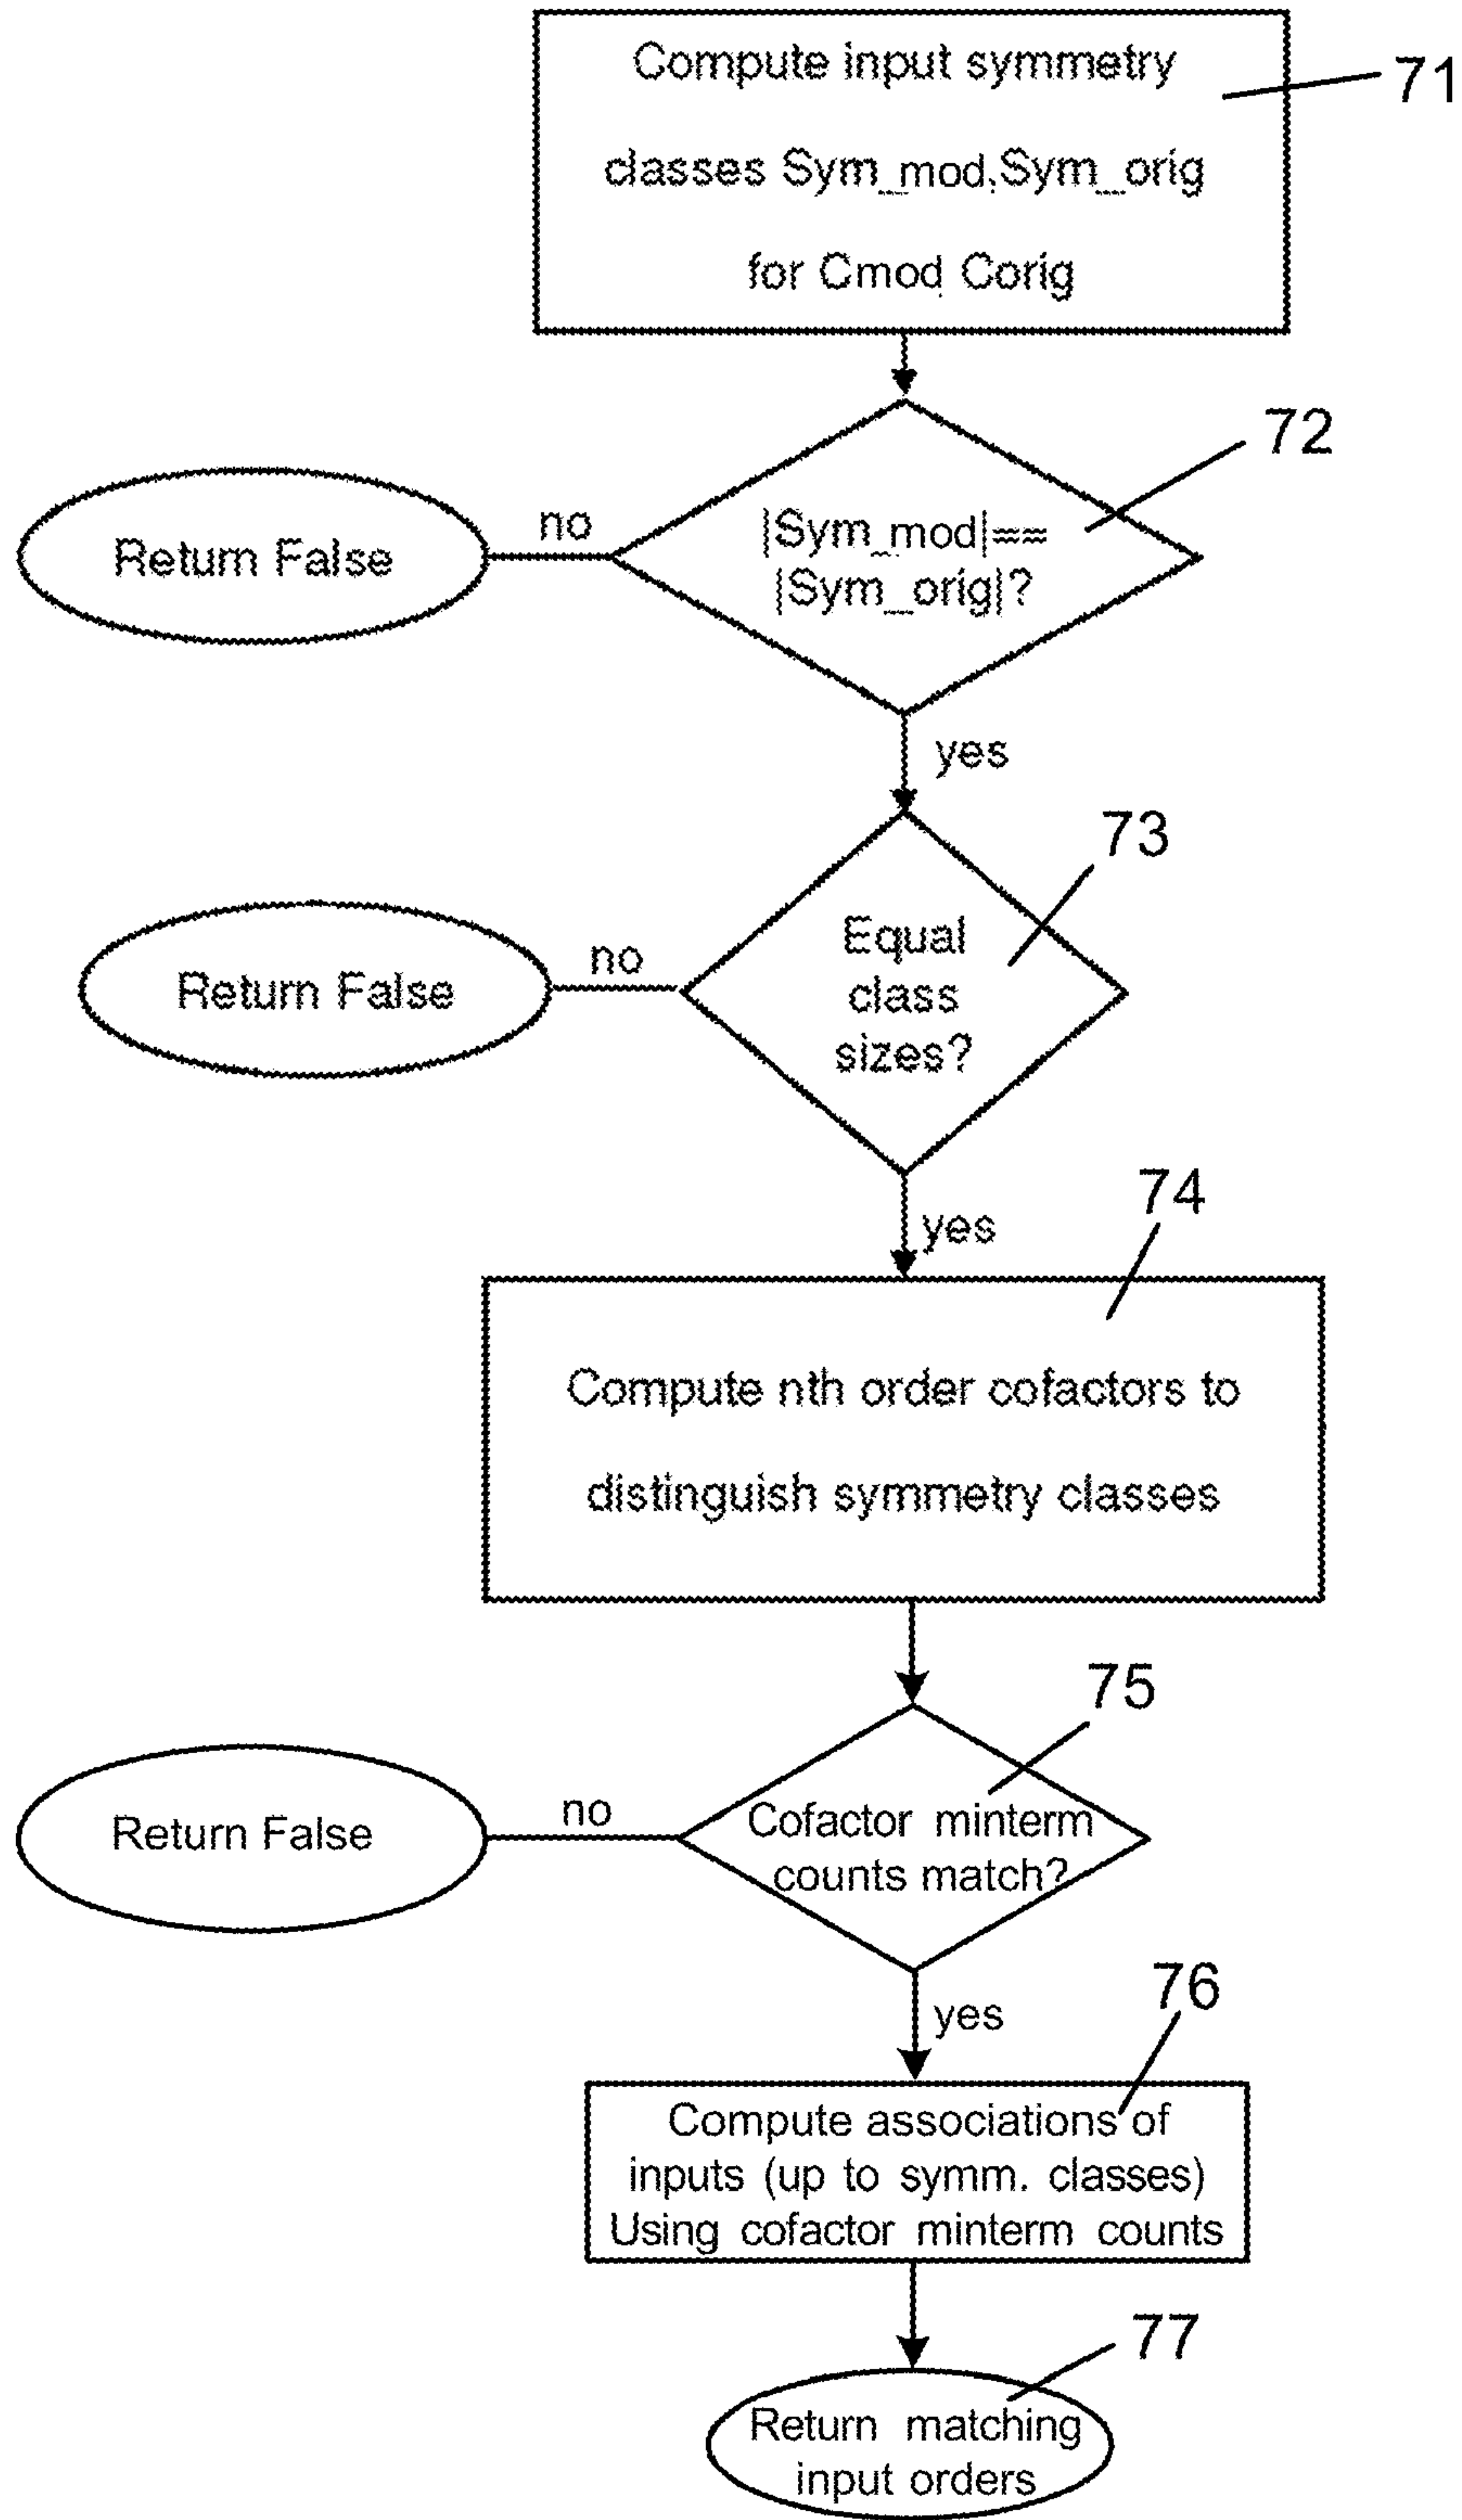 Compute input symmetry
71
classes Sym_mod,Sym_orig
for Cmod Corig
72
no
Return False
|Sym_mod|==
|Sym_orig|?
yes
73
Equal
no
Return False
class
sizes?
74
yes
Compute nth order cofactors to
distinguish symmetry classes
75
no
Cofactor minterm
Return False
counts match?
76
yes
Compute associations of
inputs (up to symm. classes)
Using cofactor minterm counts
77
Return matching
input orders